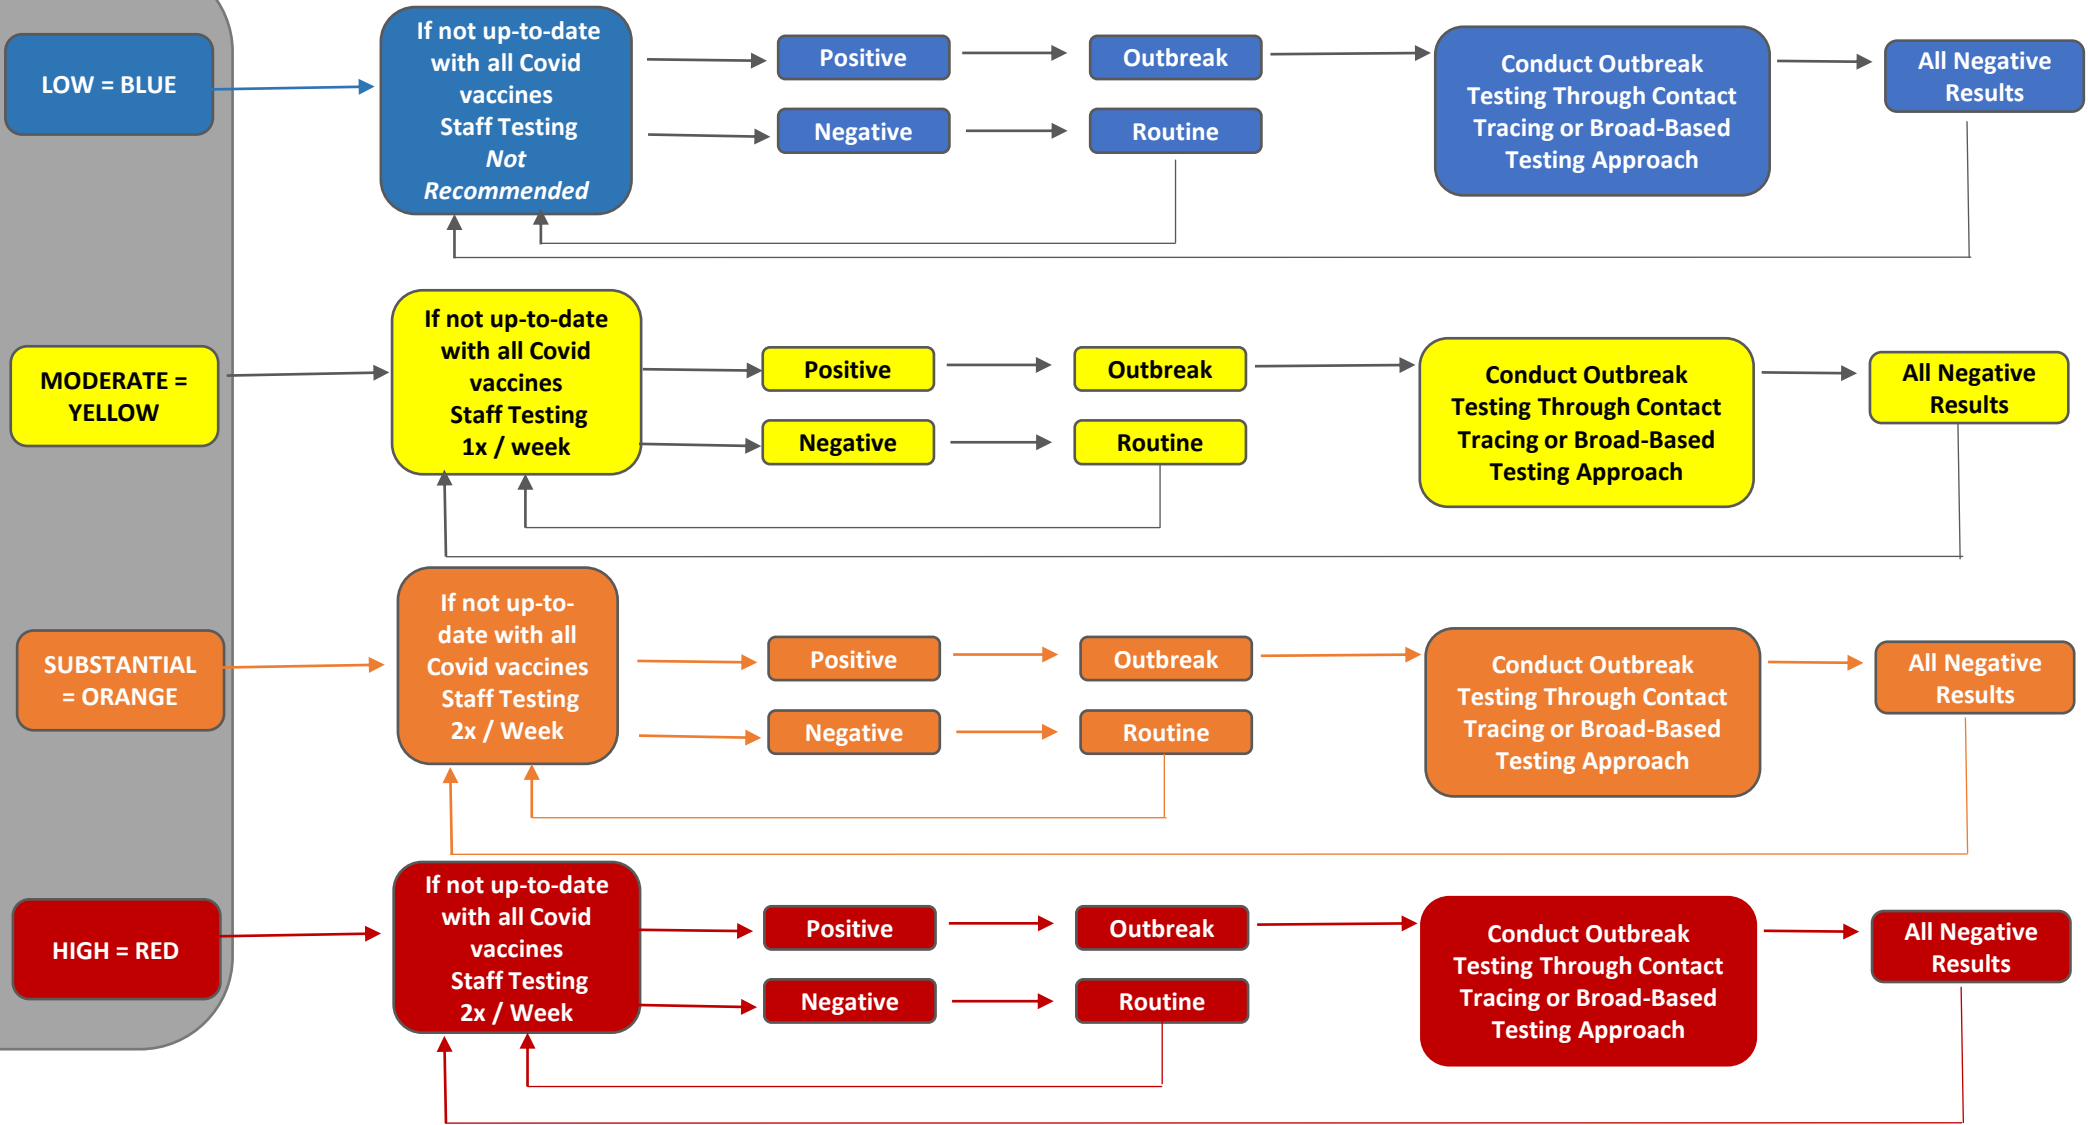 LOW = BLUE
If not up-to-date
with all Covid
vaccines
Staff Testing
Not
Recommended
Positive
Outbreak
Negative
Routine
Conduct Outbreak
Testing Through Contact
Tracing or Broad-Based
Testing Approach
All Negative
Results
MODERATE =
YELLOW
If not up-to-date
with all Covid
vaccines
Staff Testing
1x / week
Positive
Outbreak
Negative
Routine
Conduct Outbreak
Testing Through Contact
Tracing or Broad-Based
Testing Approach
All Negative
Results
SUBSTANTIAL
= ORANGE
If not up-to-
date with all
Covid vaccines
Staff Testing
2x / Week
Positive
Outbreak
Negative
Routine
Conduct Outbreak
Testing Through Contact
Tracing or Broad-Based
Testing Approach
All Negative
Results
HIGH = RED
If not up-to-date
with all Covid
vaccines
Staff Testing
2x / Week
Positive
Outbreak
Negative
Routine
Conduct Outbreak
Testing Through Contact
Tracing or Broad-Based
Testing Approach
All Negative
Results